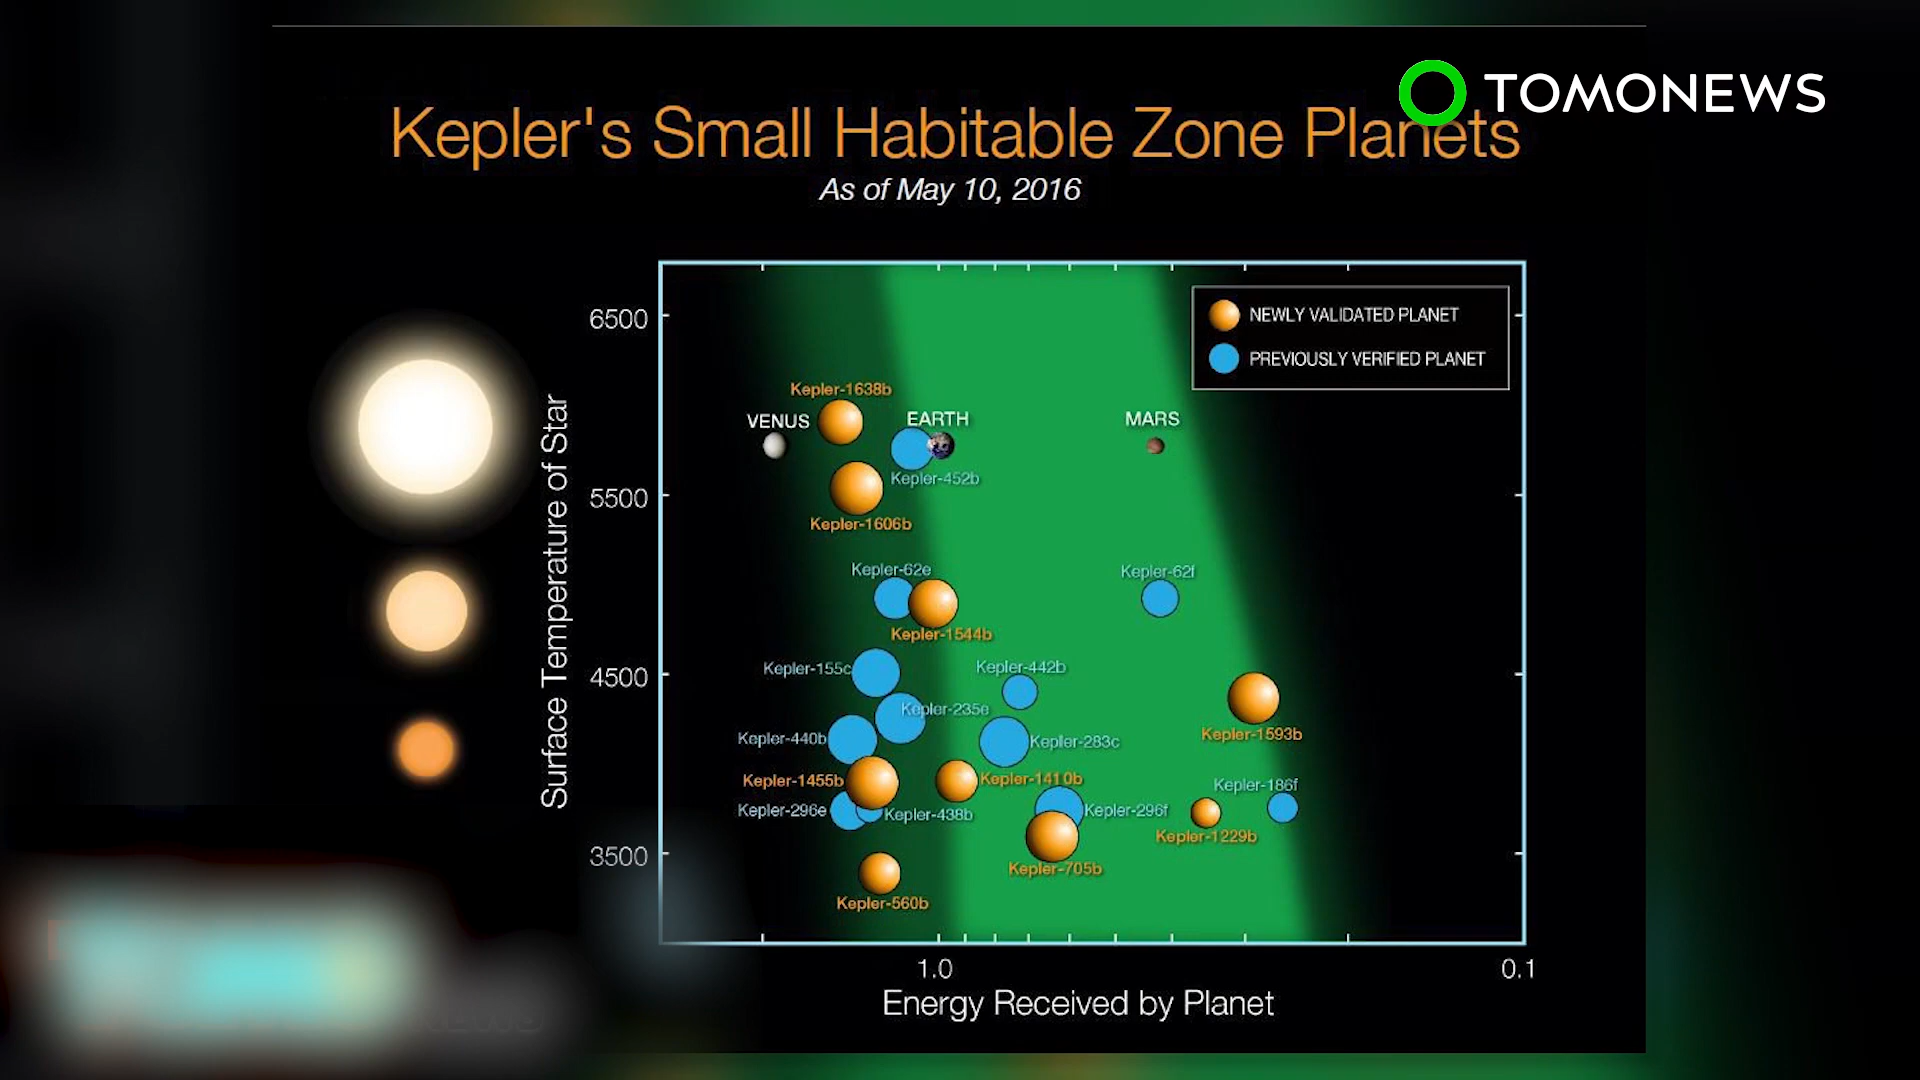 TOMONEWS
Kepler's Small Habitable Zone Planets
As of May 10, 2016
NEWLY VALIDATED PLANET
PREVIOUSLY VERIFIED PLANET
6500
5500
4500
3500
Surface Temperature of Star
Kepler-1638b
VENUS
EARTH
MARS
Kepler-452b
Kepler-1606b
Kepler-62e
Kepler-62f
Kepler-1544b
Kepler-155c
Kepler-442b
Kepler-235e
Kepler-1593b
Kepler-440b
Kepler-283c
Kepler-1455b
Kepler-1410b
Kepler-186f
Kepler-296e
Kepler-438b
Kepler-296f
Kepler-1229b
Kepler-705b
Kepler-560b
1.0
0.1
Energy Received by Planet